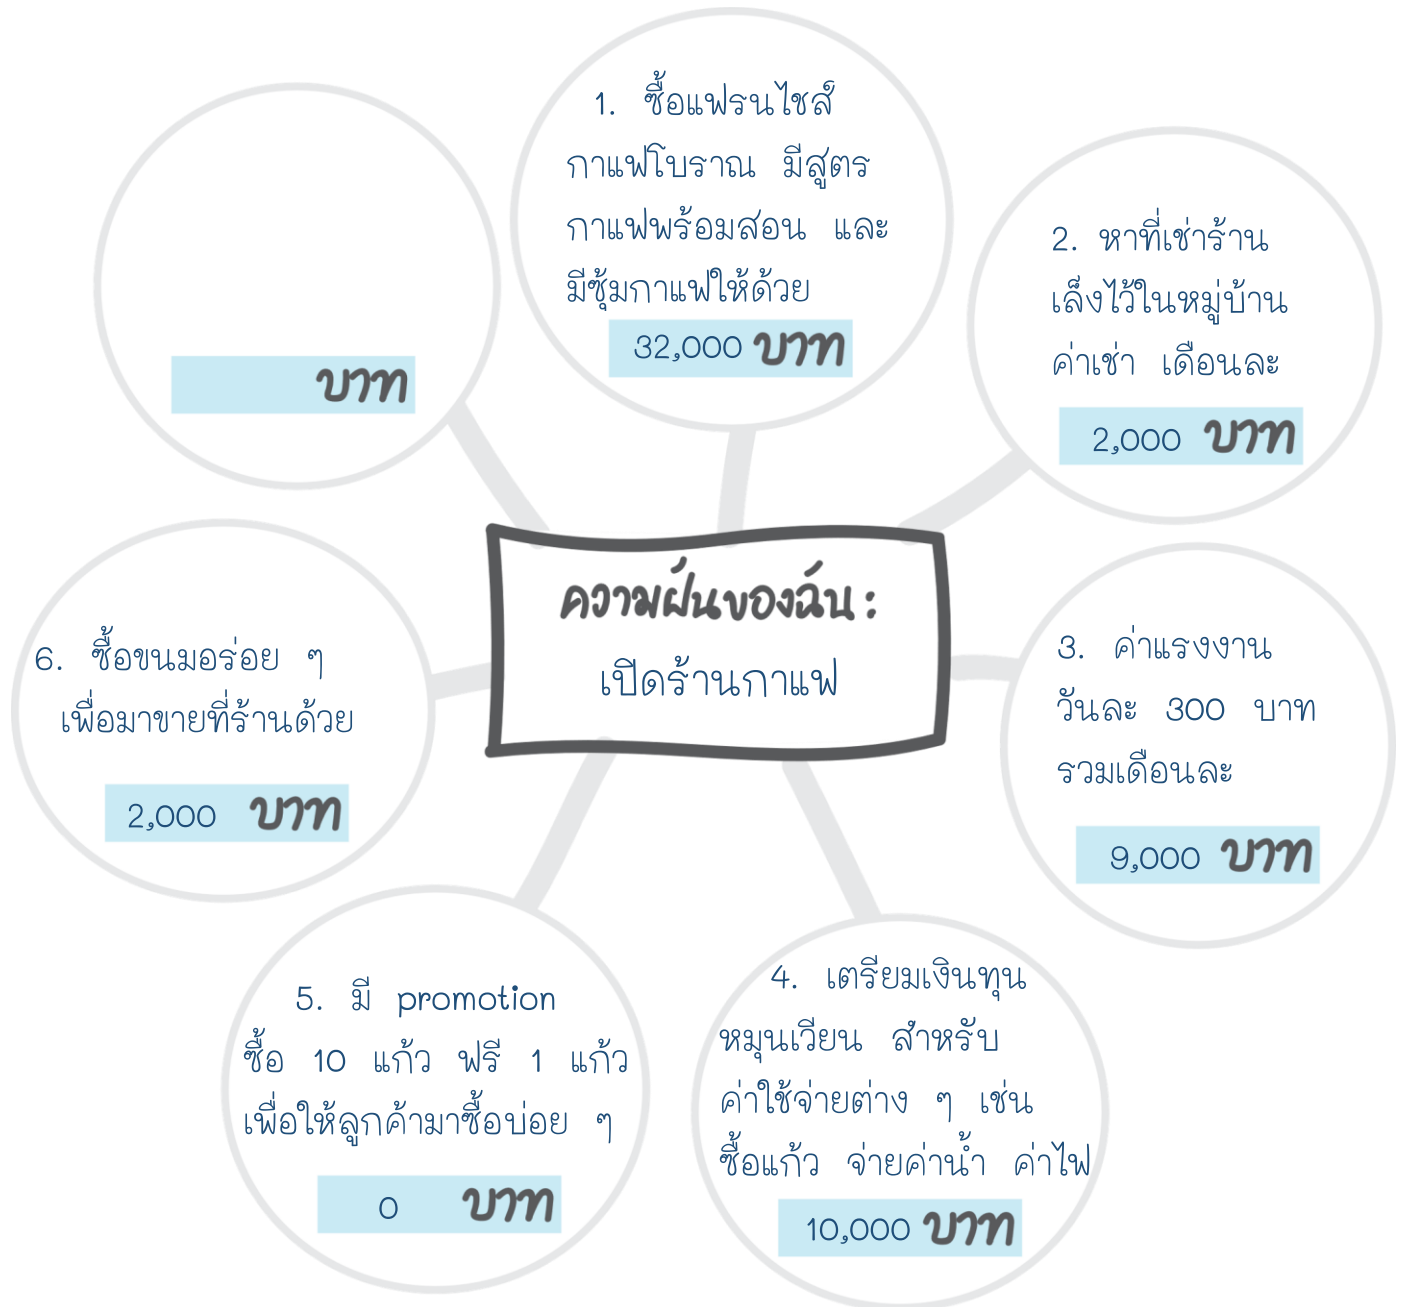 1. ซื้อแฟรนไชส์
กาแฟโบราณ มีสูตร
กาแฟพร้อมสอน และ
มีซุ้มกาแฟให้ด้วย
32,000 บาท
2. หาที่เช่าร้าน
เล็งไว้ในหมู่บ้าน
ค่าเช่า เดือนละ
2,000 บาท
3. ค่าแรงงาน
วันละ 300 บาท
รวมเดือนละ
9,000 บาท
4. เตรียมเงินทุน
หมุนเวียน สำหรับ
ค่าใช้จ่ายต่าง ๆ เช่น
ซื้อแก้ว จ่ายค่าน้ำ ค่าไฟ
10,000 บาท
5. มี promotion
ซื้อ 10 แก้ว ฟรี 1 แก้ว
เพื่อให้ลูกค้ามาซื้อบ่อย ๆ
0 บาท
6. ซื้อขนมอร่อย ๆ
เพื่อมาขายที่ร้านด้วย
2,000 บาท
บาท
ความฝันของฉัน :
เปิดร้านกาแฟ